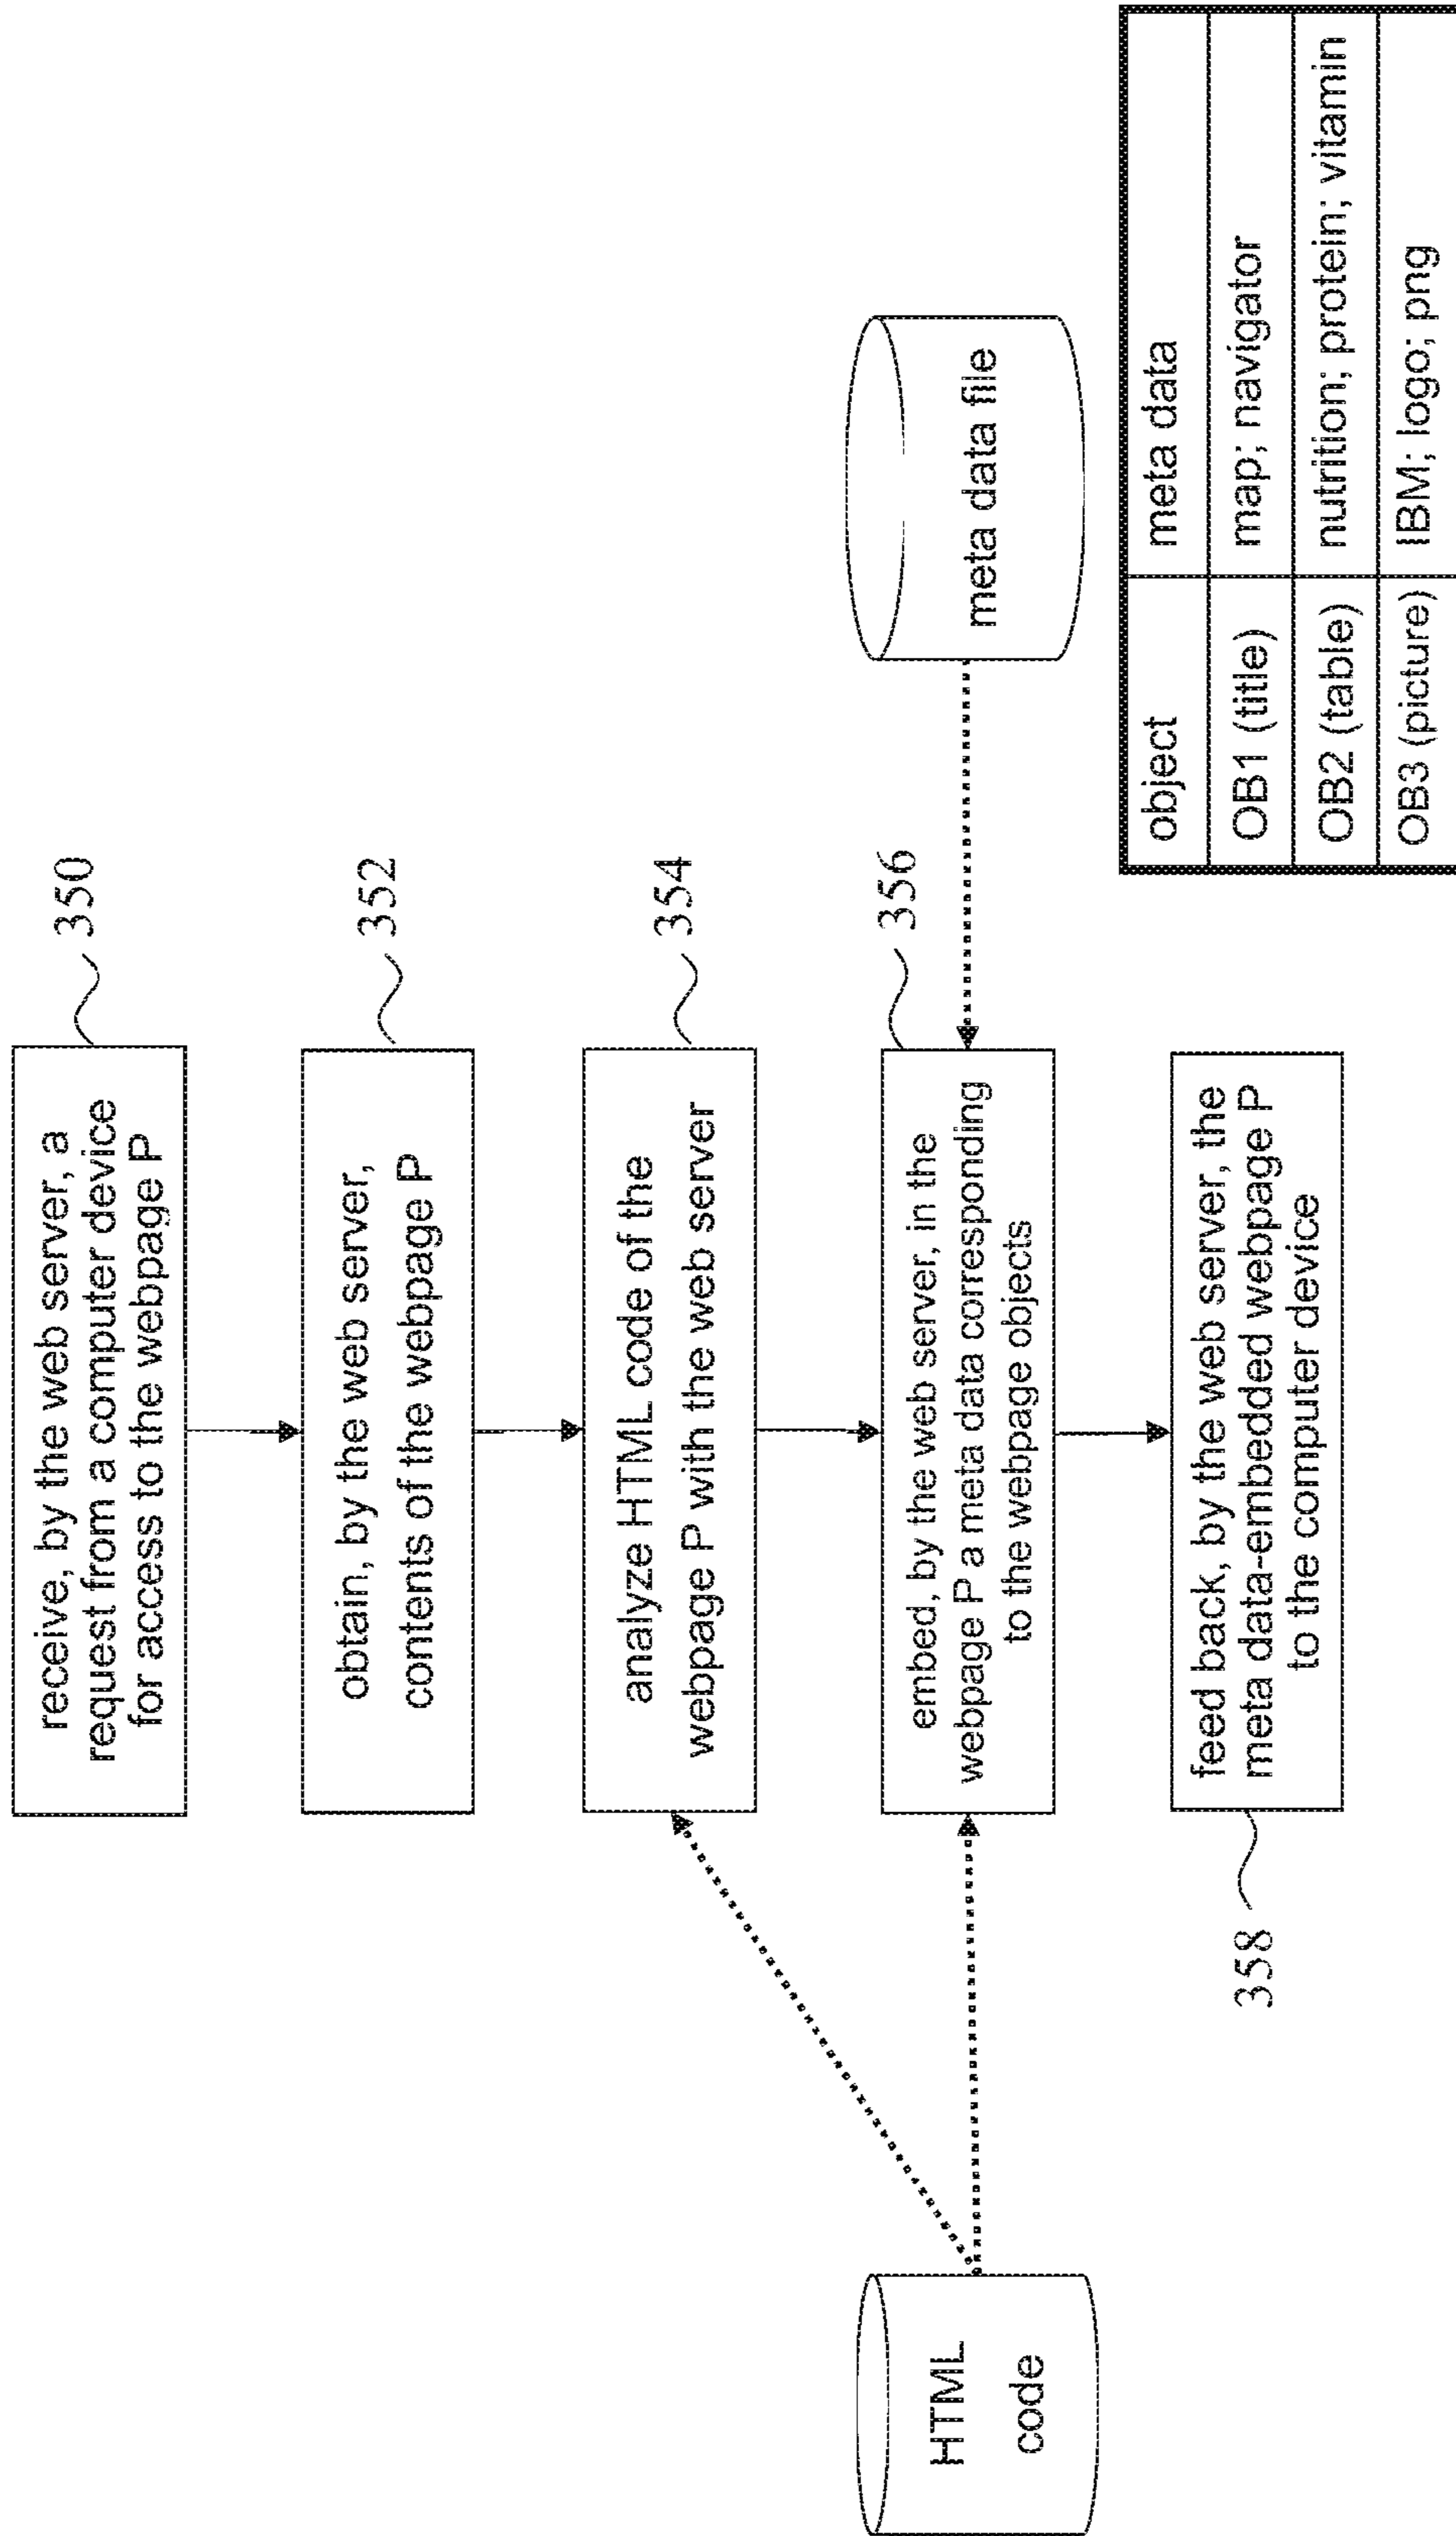 receive, by the web server, a
request from a computer device
for access to the webpage P
350
obtain, by the web server,
contents of the webpage P
352
analyze HTML code of the
webpage P with the web server
354
embed, by the web server, in the
webpage P a meta data corresponding
to the webpage objects
356
feed back, by the web server, the
meta data-embedded webpage P
to the computer device
358
HTML
code
meta data file
object meta data
OB1 (title) map; navigator
OB2 (table) nutrition; protein; vitamin
OB3 (picture) IBM; logo; png